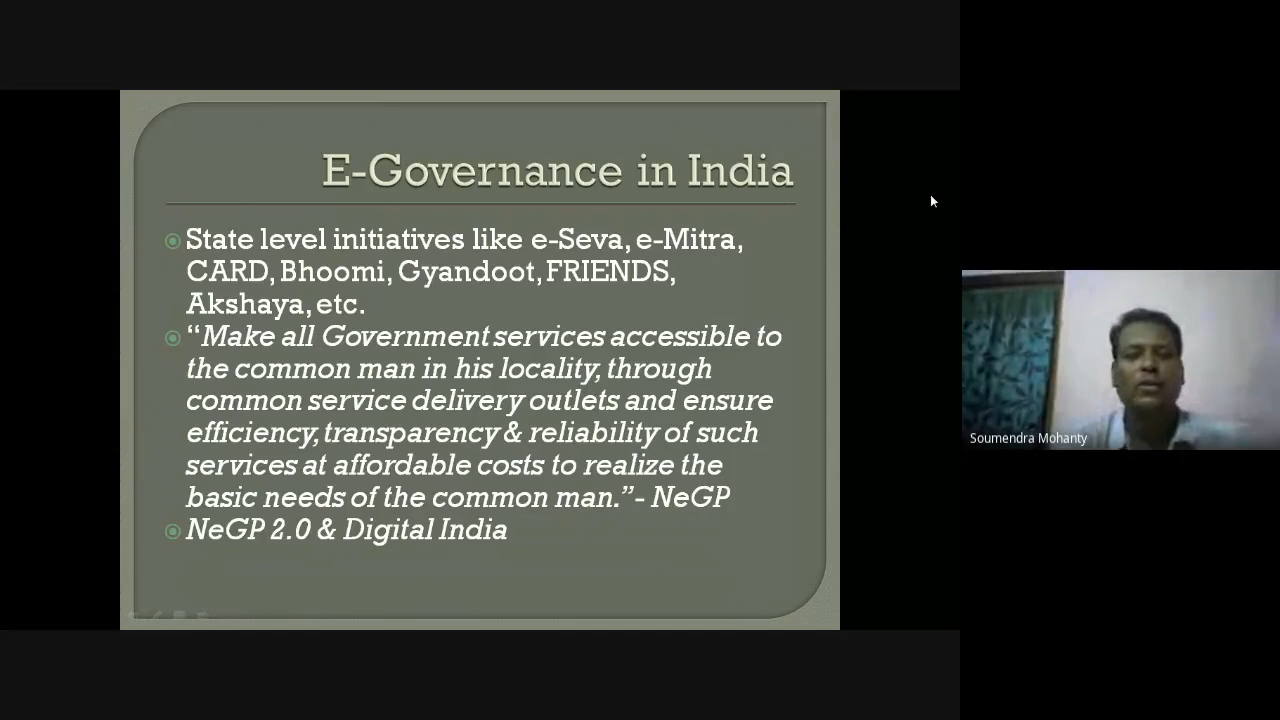 E-Governance in India
State level initiatives like e-Seva, e-Mitra,
CARD, Bhoomi, Gyandoot, FRIENDS,
Akshaya, etc.
“Make all Government services accessible to
the common man in his locality, through
common service delivery outlets and ensure
efficiency, transparency & reliability of such
services at affordable costs to realize the
basic needs of the common man.”- NeGP
NeGP 2.0 & Digital India
Soumendra Mohanty